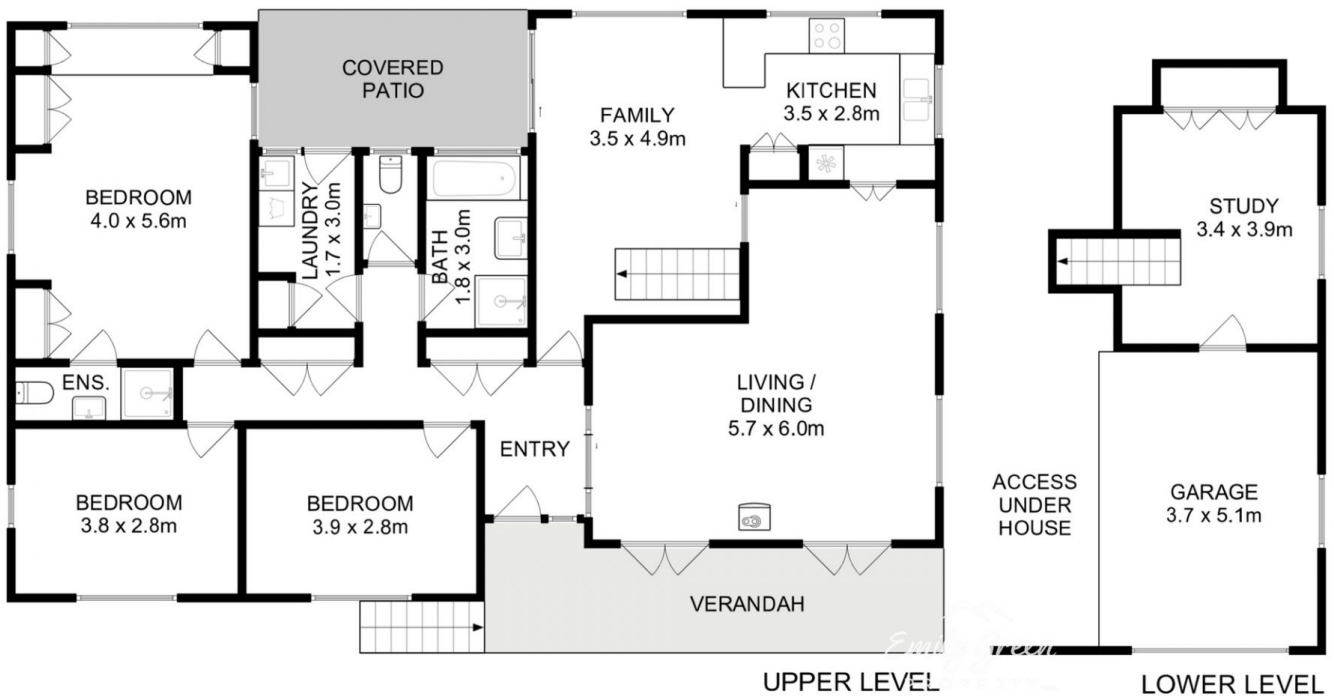 COVERED
PATIO
KITCHEN
3.5 x 2.8m
FAMILY
3.5 x 4.9m
BEDROOM
4.0 x 5.6m
LAUNDRY
1.7 x 3.0m
BATH
1.8 x 3.0m
STUDY
3.4 x 3.9m
ENS.
LIVING /
DINING
5.7 x 6.0m
ENTRY
BEDROOM
3.8 x 2.8m
BEDROOM
3.9 x 2.8m
ACCESS
UNDER
HOUSE
GARAGE
3.7 x 5.1m
VERANDAH
Emily Green
PROPERTY
UPPER LEVEL
LOWER LEVEL